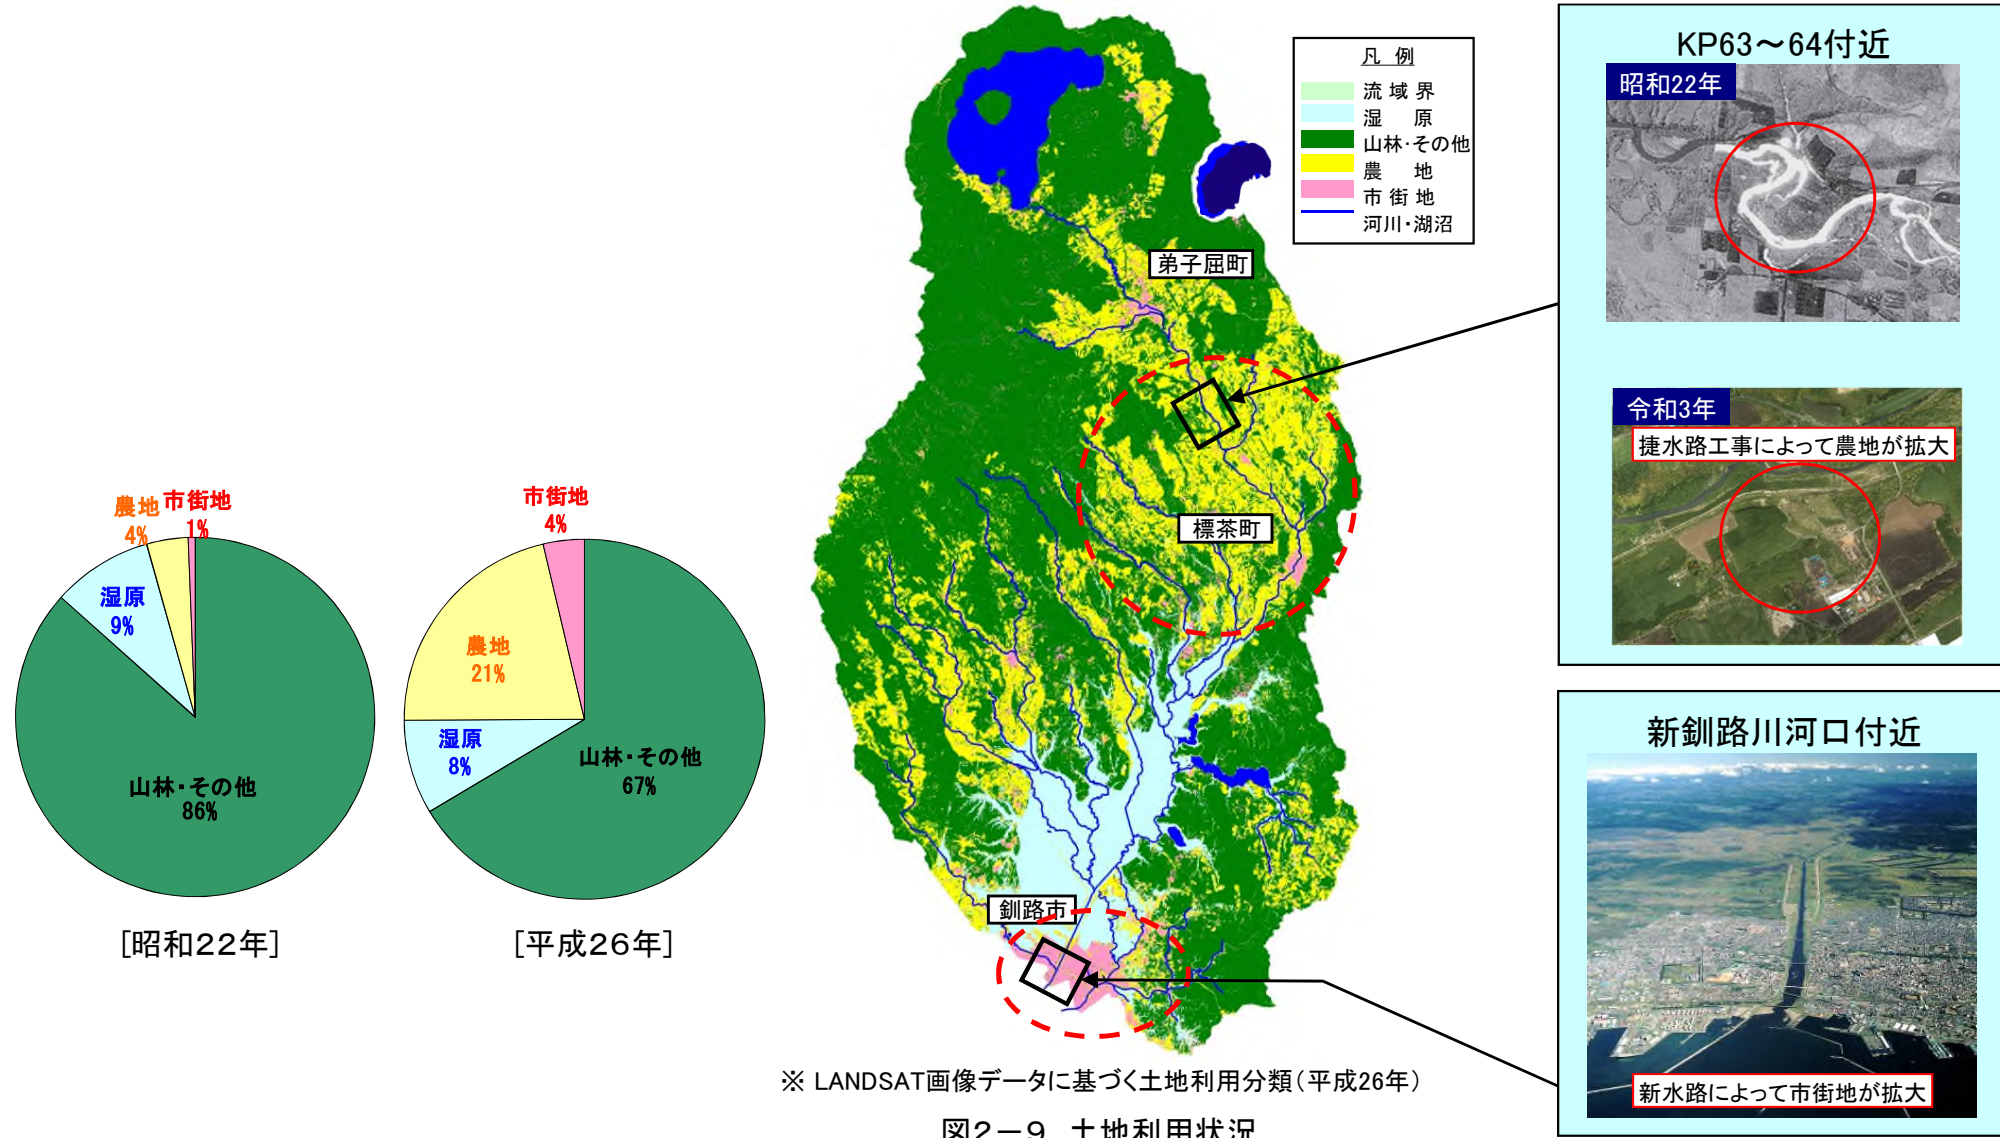 農地
4%
市街地
1%
湿原
9%
山林・その他
86%
[昭和22年]
市街地
4%
農地
21%
湿原
8%
山林・その他
67%
[平成26年]
凡 例
流 域 界
湿 原
山林・その他
農 地
市 街 地
河川・湖沼
弟子屈町
標茶町
釧路市
※ LANDSAT画像データに基づく土地利用分類（平成26年）
図2－9 土地利用状況
KP63～64付近
昭和22年
令和3年
捷水路工事によって農地が拡大
新釧路川河口付近
新水路によって市街地が拡大